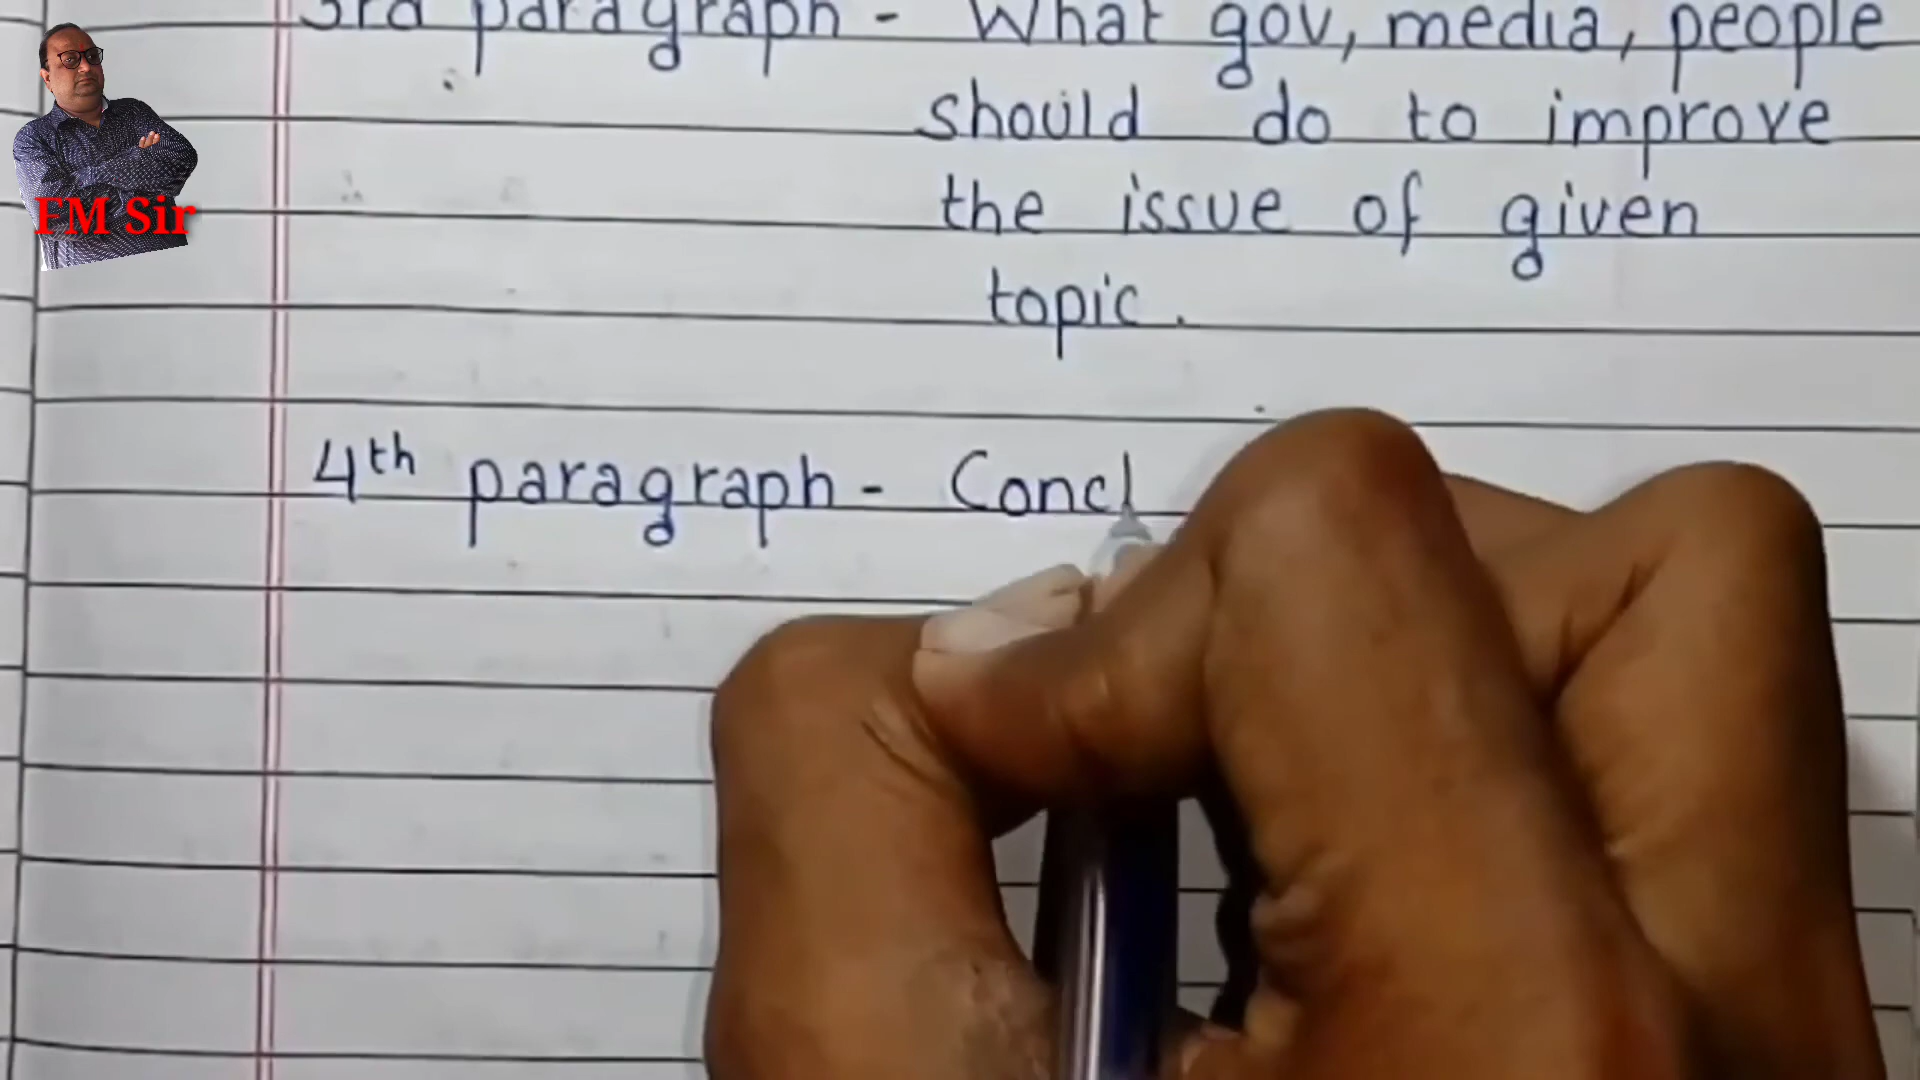 3rd paragraph - What gov, media, people
should do to improve
the issue of given
topic.
FM Sir
4th paragraph - Concl